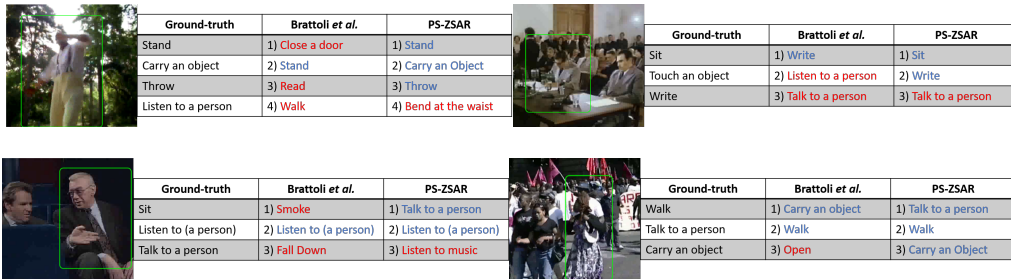 Ground-truth Brattoli et al. PS-ZSAR
Stand 1) Close a door 1) Stand
Carry an object 2) Stand 2) Carry an Object
Throw 3) Read 3) Throw
Listen to a person 4) Walk 4) Bend at the waist
Ground-truth Brattoli et al. PS-ZSAR
Sit 1) Write 1) Sit
Touch an object 2) Listen to a person 2) Write
Write 3) Talk to a person 3) Talk to a person
Ground-truth Brattoli et al. PS-ZSAR
Sit 1) Smoke 1) Talk to a person
Listen to (a person) 2) Listen to (a person) 2) Listen to (a person)
Talk to a person 3) Fall Down 3) Listen to music
Ground-truth Brattoli et al. PS-ZSAR
Walk 1) Carry an object 1) Talk to a person
Talk to a person 2) Walk 2) Walk
Carry an object 3) Open 3) Carry an Object